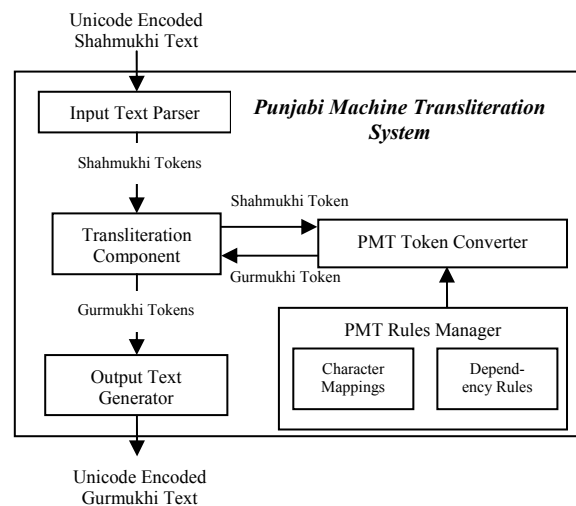 Unicode Encoded
Shahmukhi Text
Punjabi Machine Transliteration
System
Input Text Parser
Shahmukhi Tokens
Shahmukhi Token
Transliteration
Component
PMT Token Converter
Gurmukhi Token
Gurmukhi Tokens
PMT Rules Manager
Character
Mappings
Depend-
ency Rules
Output Text
Generator
Unicode Encoded
Gurmukhi Text